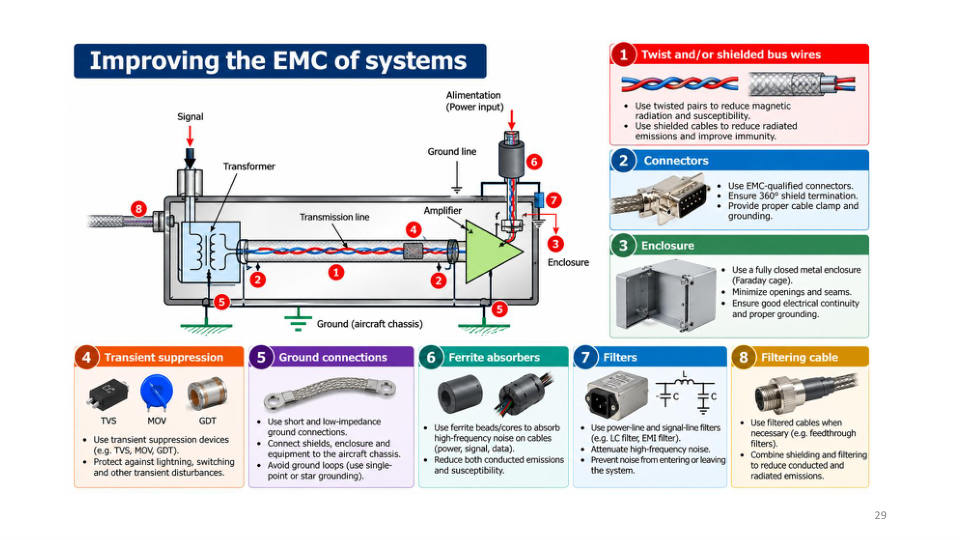 Improving the EMC of systems
Signal
Transformer
Alimentation
(Power input)
Ground line
Transmission line
Amplifier
Enclosure
Ground (aircraft chassis)
8
6
7
4
3
1
2
2
5
5
1 Twist and/or shielded bus wires
• Use twisted pairs to reduce magnetic
radiation and susceptibility.
• Use shielded cables to reduce radiated
emissions and improve immunity.
2 Connectors
• Use EMC-qualified connectors.
• Ensure 360° shield termination.
• Provide proper cable clamp and
grounding.
3 Enclosure
• Use a fully closed metal enclosure
(Faraday cage).
• Minimize openings and seams.
• Ensure good electrical continuity
and proper grounding.
4 Transient suppression
TVS MOV GDT
• Use transient suppression devices
(e.g. TVS, MOV, GDT).
• Protect against lightning, switching
and other transient disturbances.
5 Ground connections
• Use short and low-impedance
ground connections.
• Connect shields, enclosure and
equipment to the aircraft chassis.
• Avoid ground loops (use single-
point or star grounding).
6 Ferrite absorbers
• Use ferrite beads/cores to absorb
high-frequency noise on cables
(power, signal, data).
• Reduce both conducted emissions
and susceptibility.
7 Filters
L
C C
• Use power-line and signal-line filters
(e.g. LC filter, EMI filter).
• Attenuate high-frequency noise.
• Prevent noise from entering or leaving
the system.
8 Filtering cable
• Use filtered cables when
necessary (e.g. feedthrough
filters).
• Combine shielding and filtering
to reduce conducted and
radiated emissions.
29